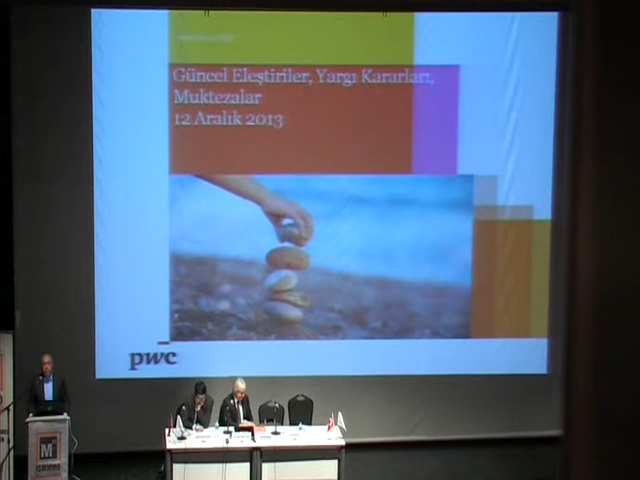 Güncel Eleştiriler, Yargı Kararları,
Muktezalar
12 Aralık 2013
pwc
M